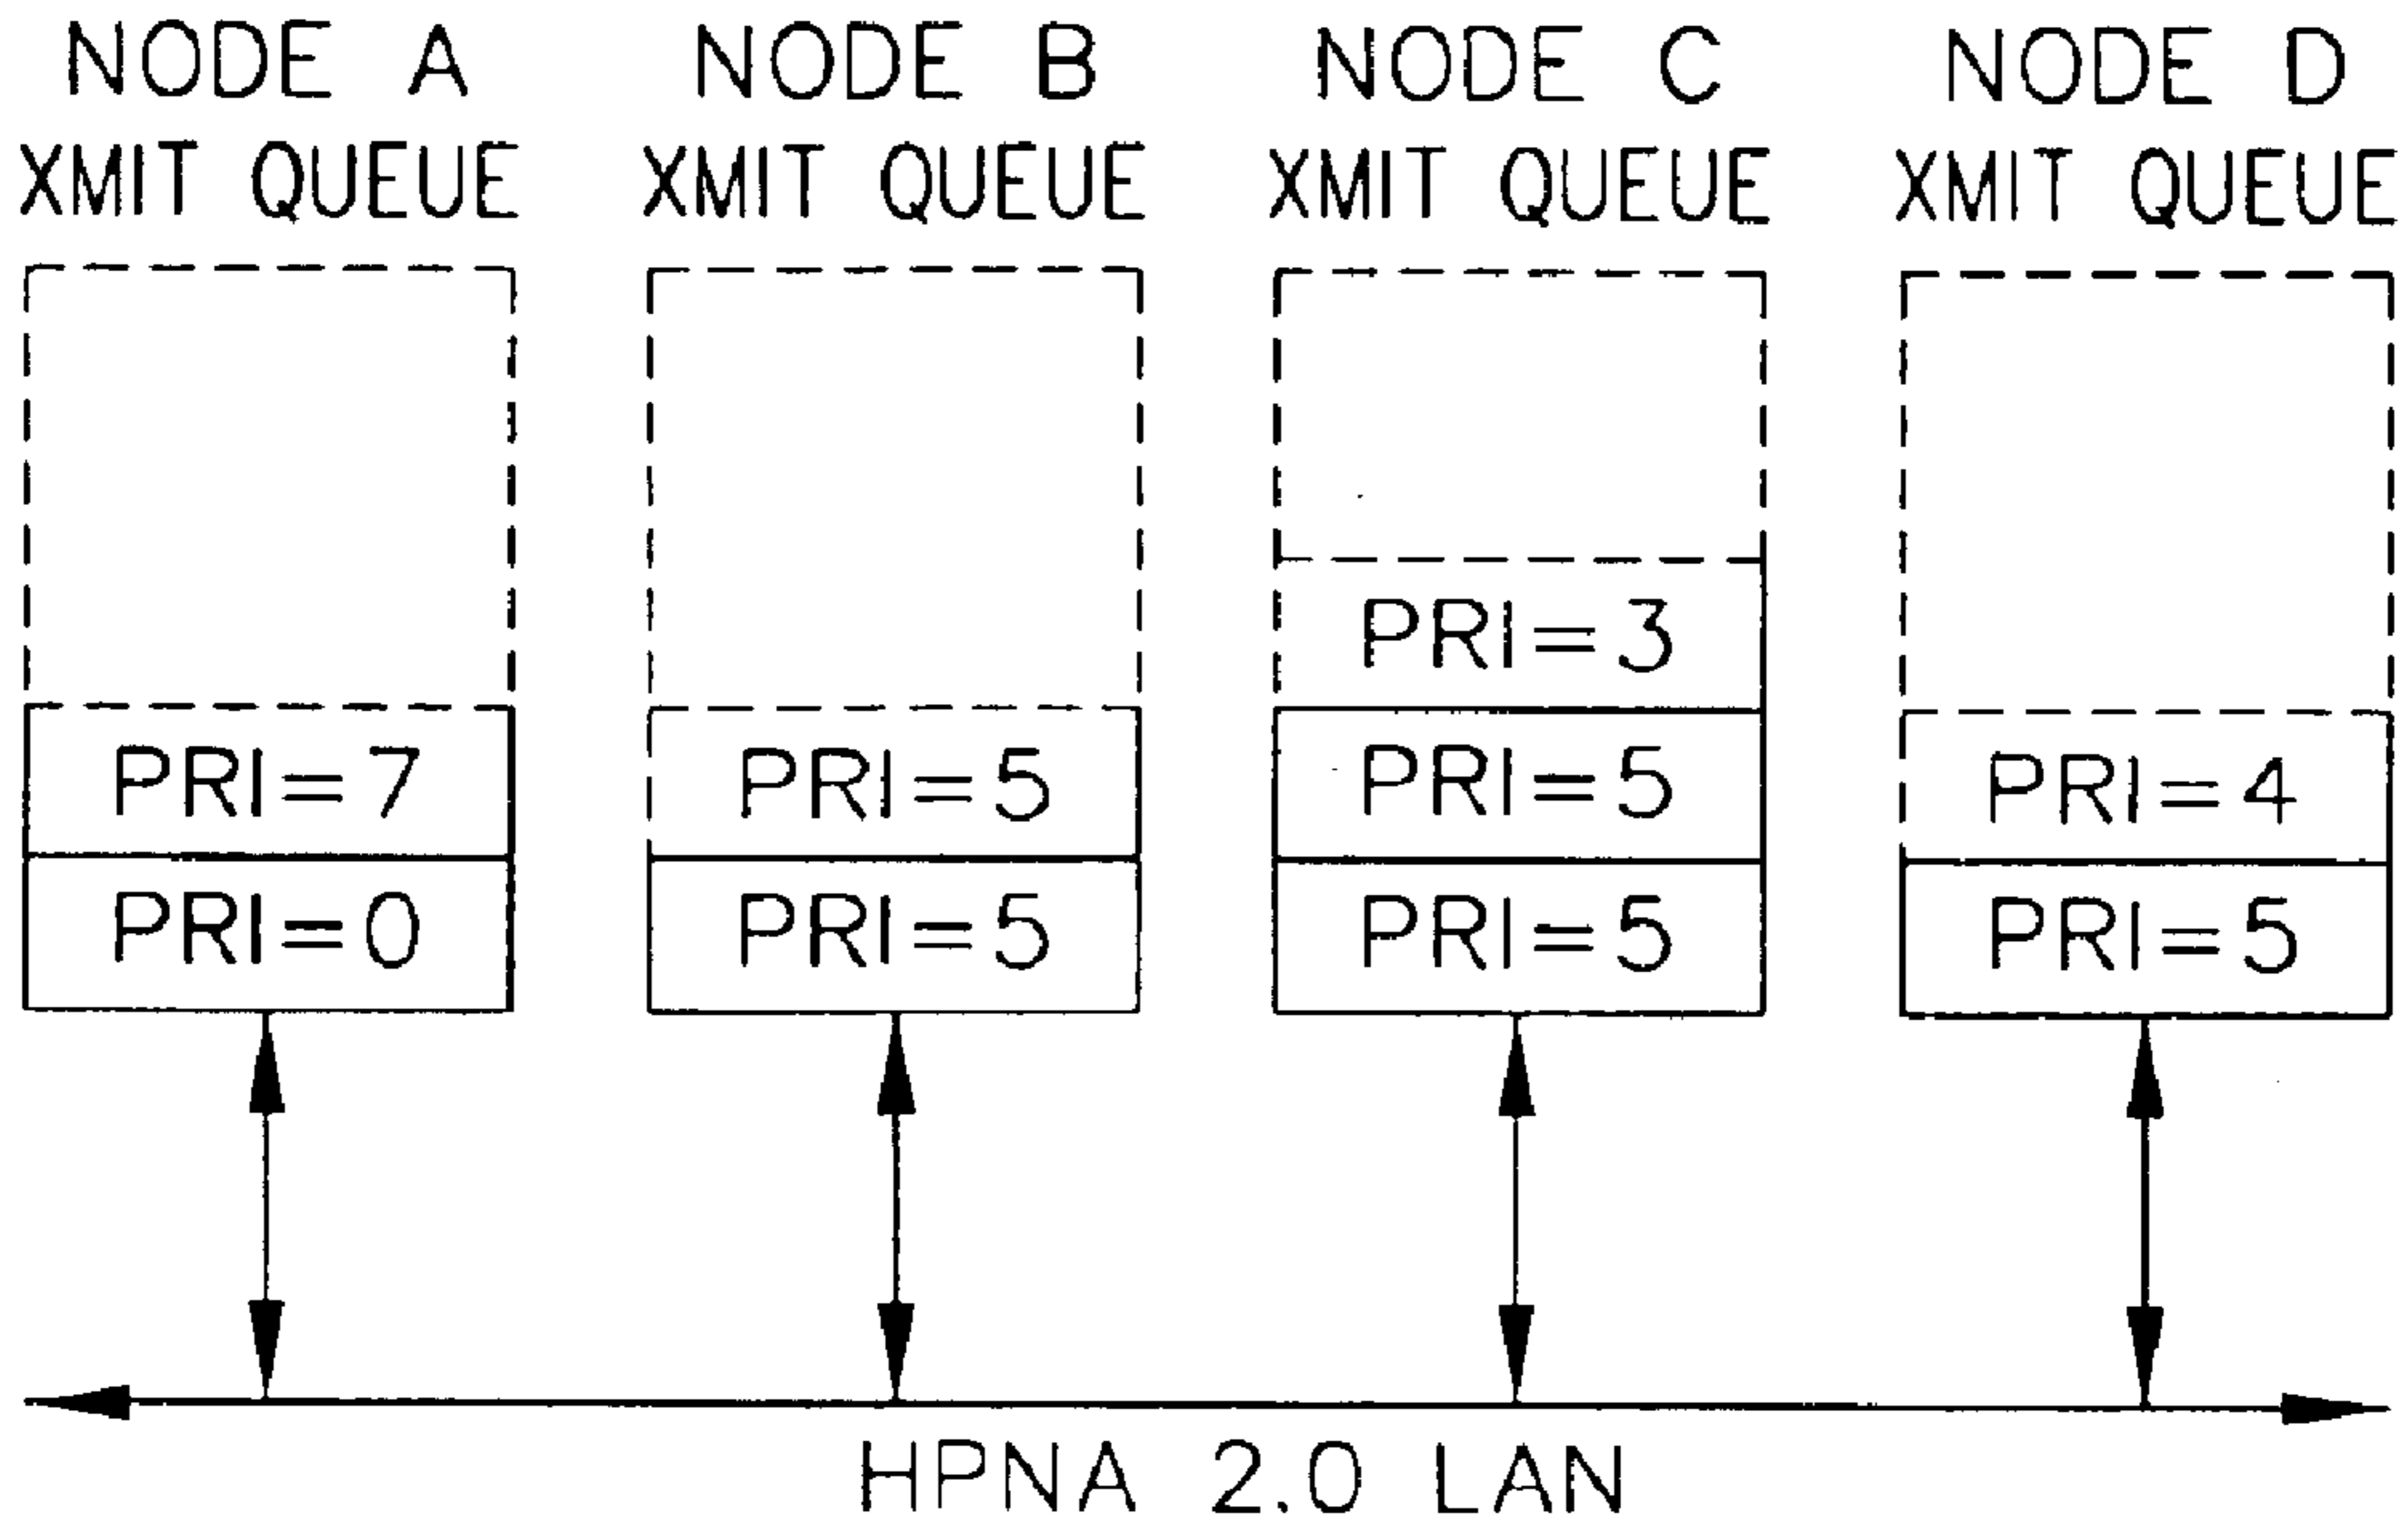 NODE A NODE B NODE C NODE D
XMIT QUEUE XMIT QUEUE XMIT QUEUE XMIT QUEUE
PRI=3
PRI=7 PRI=5 PRI=5 PRI=4
PRI=0 PRI=5 PRI=5 PRI=5
HPNA 2.0 LAN